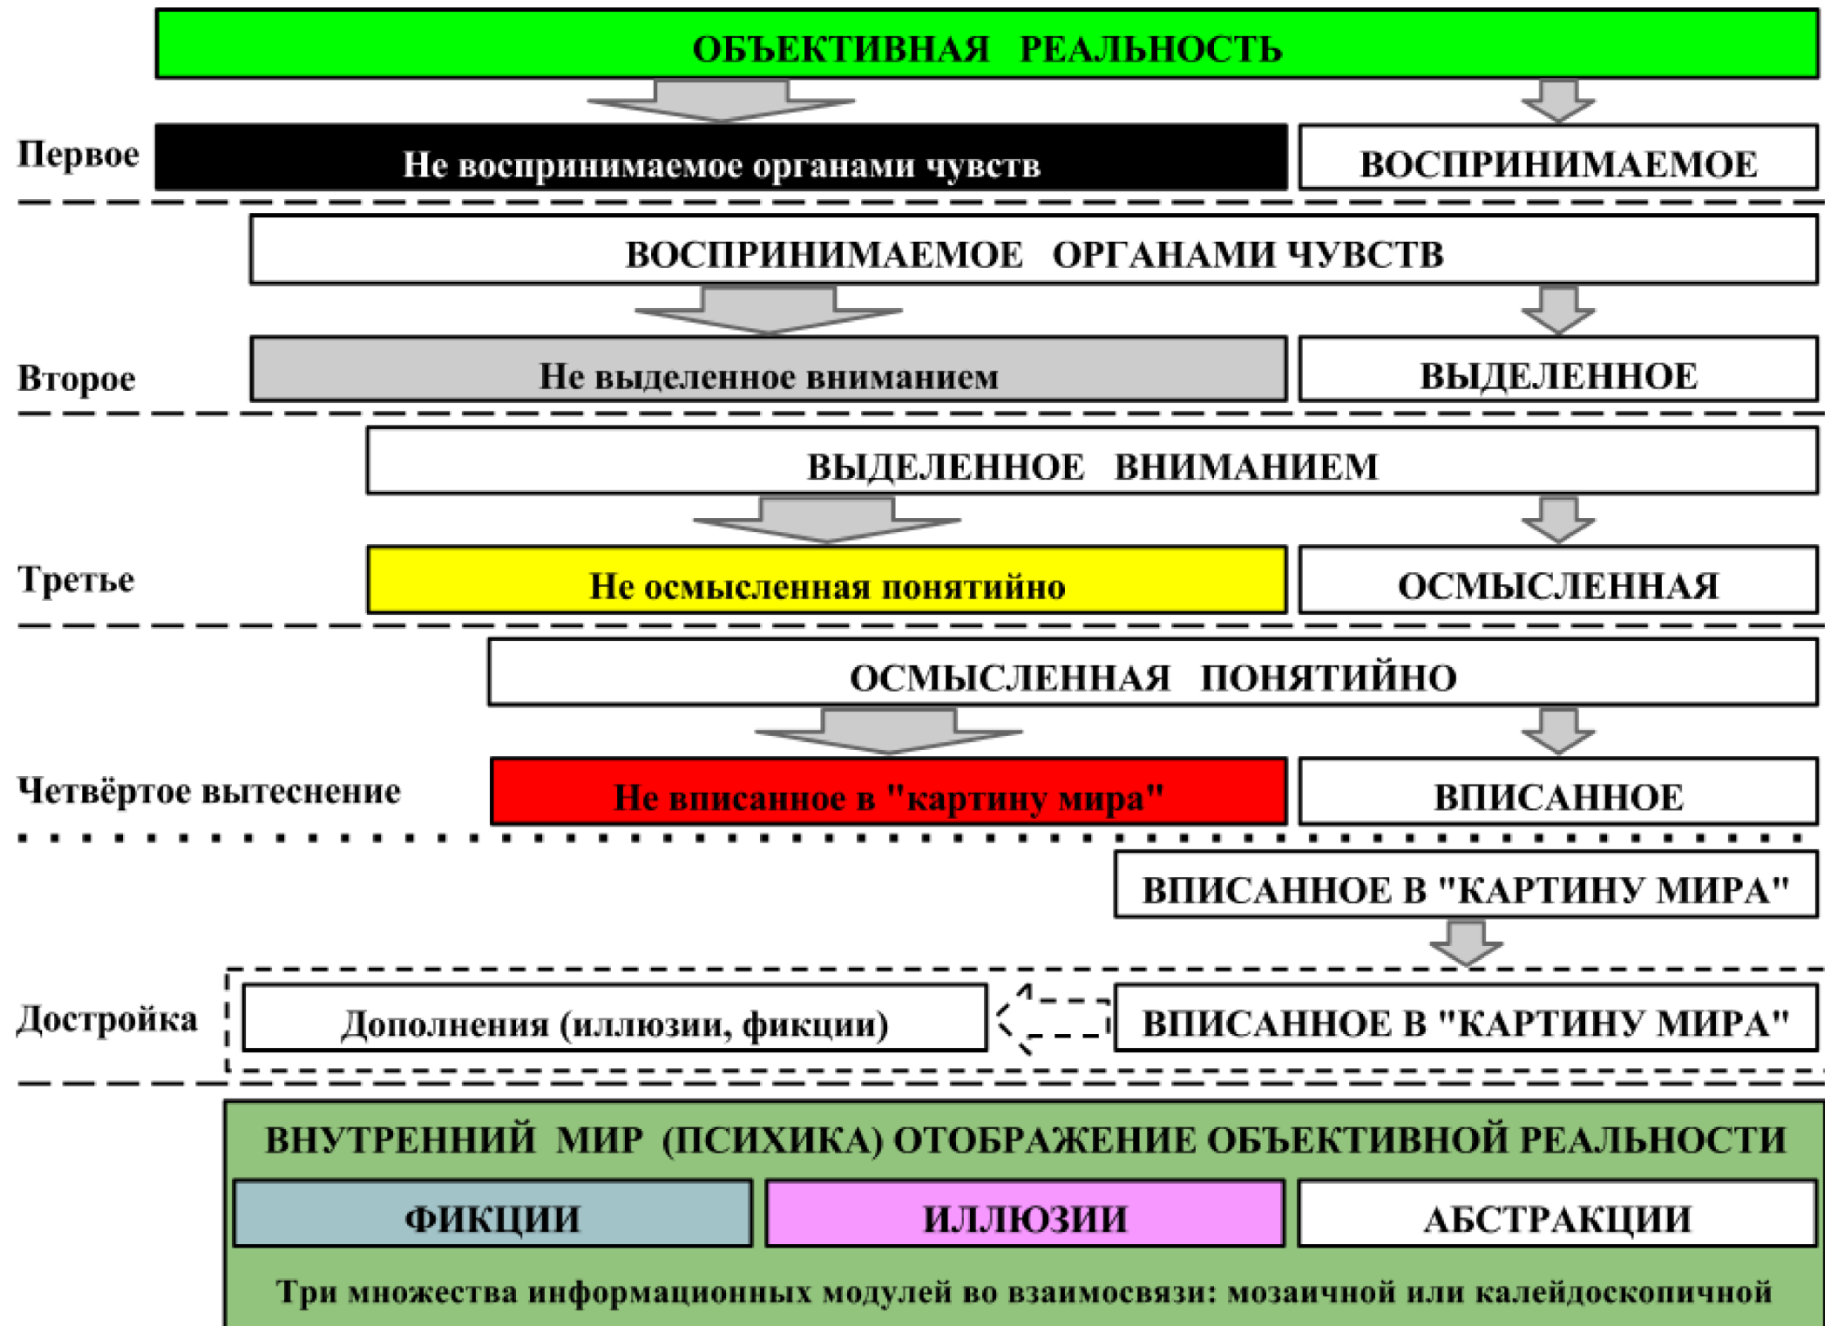 ОБЪЕКТИВНАЯ РЕАЛЬНОСТЬ
Первое
Не воспринимаемое органами чувств
ВОСПРИНИМАЕМОЕ
ВОСПРИНИМАЕМОЕ ОРГАНАМИ ЧУВСТВ
Второе
Не выделенное вниманием
ВЫДЕЛЕННОЕ
ВЫДЕЛЕННОЕ ВНИМАНИЕМ
Третье
Не осмысленная понятийно
ОСМЫСЛЕННАЯ
ОСМЫСЛЕННАЯ ПОНЯТИЙНО
Четвёртое вытеснение
Не вписанное в "картину мира"
ВПИСАННОЕ
ВПИСАННОЕ В "КАРТИНУ МИРА"
Достройка
Дополнения (иллюзии, фикции)
ВПИСАННОЕ В "КАРТИНУ МИРА"
ВНУТРЕННИЙ МИР (ПСИХИКА) ОТОБРАЖЕНИЕ ОБЪЕКТИВНОЙ РЕАЛЬНОСТИ
ФИКЦИИ
ИЛЛЮЗИИ
АБСТРАКЦИИ
Три множества информационных модулей во взаимосвязи: мозаичной или калейдоскопичной